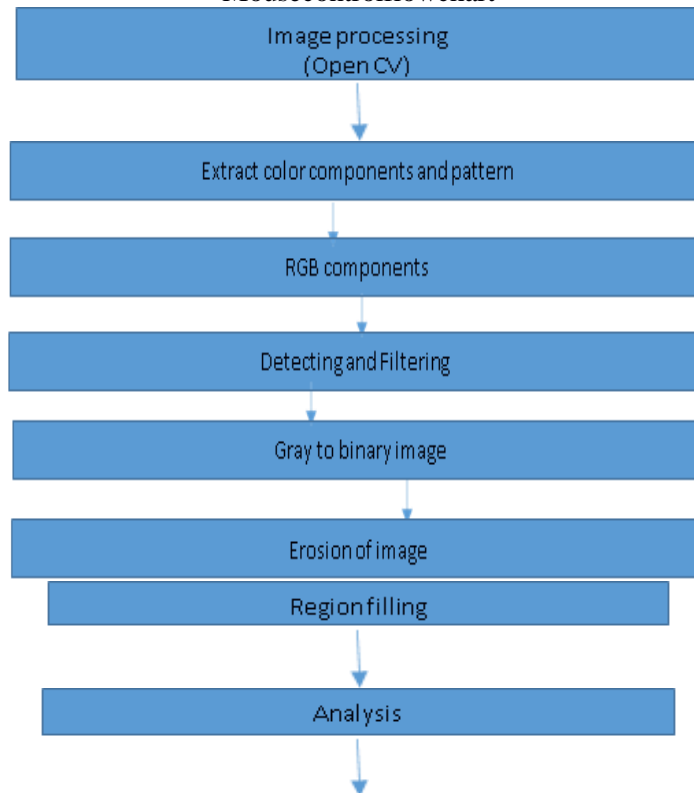 Mousecontrolflowchart
Image processing
(Open CV)
Extract color components and pattern
RGB components
Detecting and Filtering
Gray to binary image
Erosion of image
Region filling
Analysis